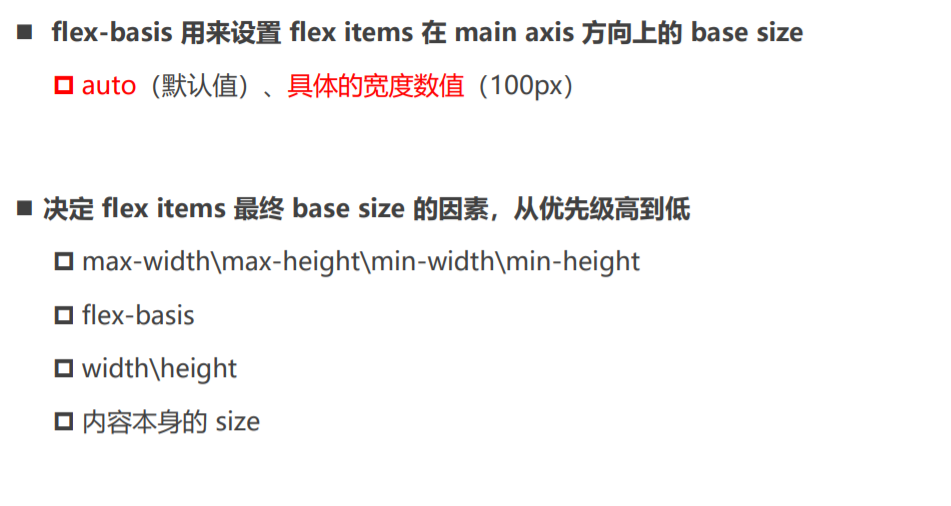 ■ flex-basis 用来设置 flex items 在 main axis 方向上的 base size
auto（默认值）、具体的宽度数值（100px）
■ 决定 flex items 最终 base size 的因素，从优先级高到低
max-width\max-height\min-width\min-height
flex-basis
width\height
内容本身的 size